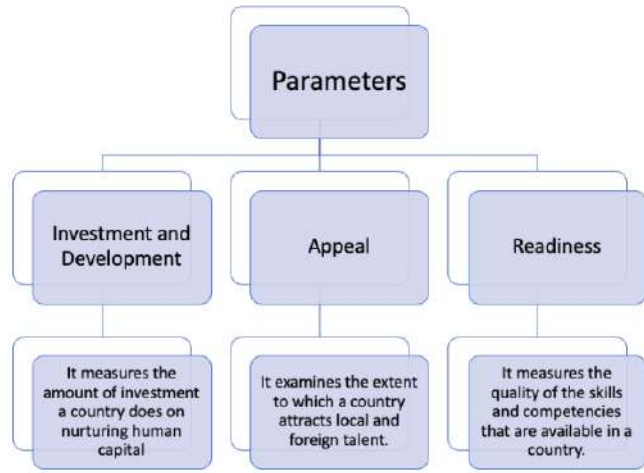 Parameters
Investment and
Development
Appeal
Readiness
It measures the
amount of investment
a country does on
nurturing human
capital
It examines the extent
to which a country
attracts local and
foreign talent.
It measures the
quality of the skills
and competencies
that are available in a
country.